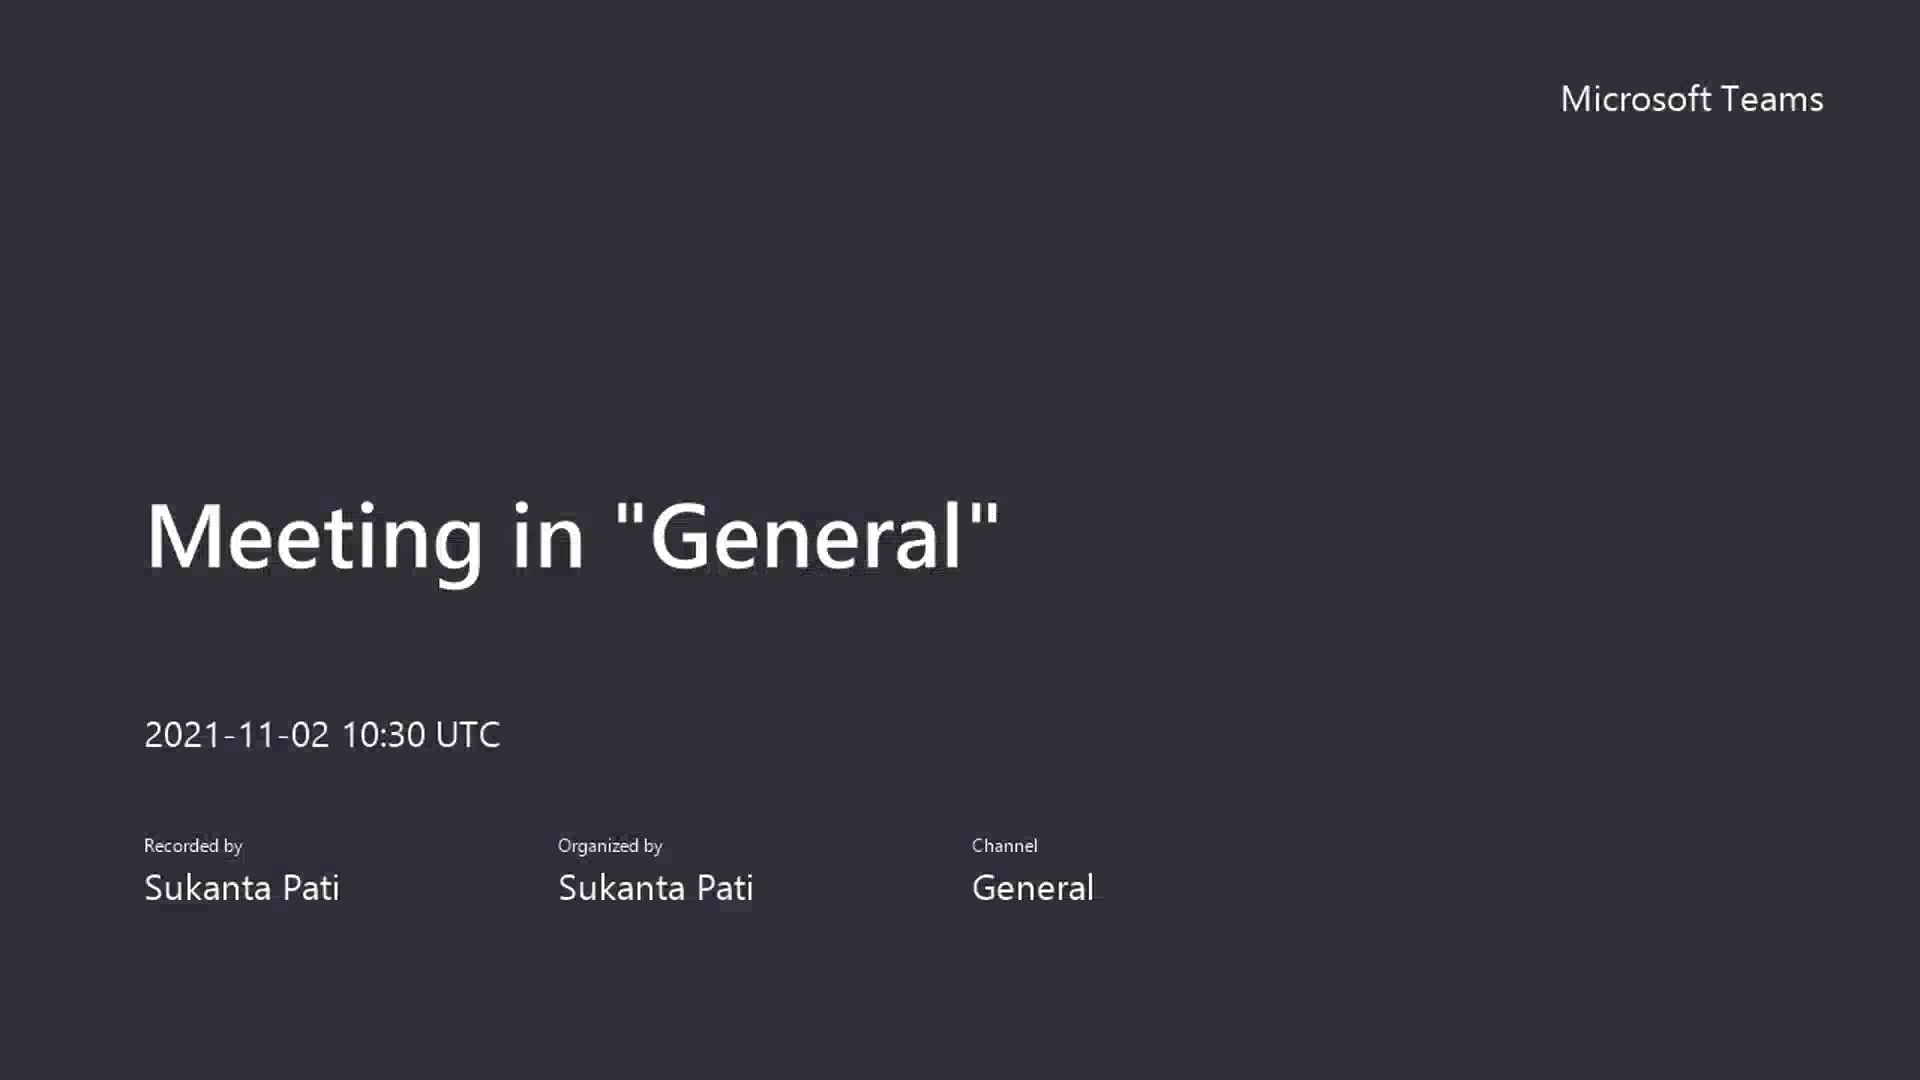 Microsoft Teams
Meeting in "General"
2021-11-02 10:30 UTC
Recorded by
Sukanta Pati
Organized by
Sukanta Pati
Channel
General